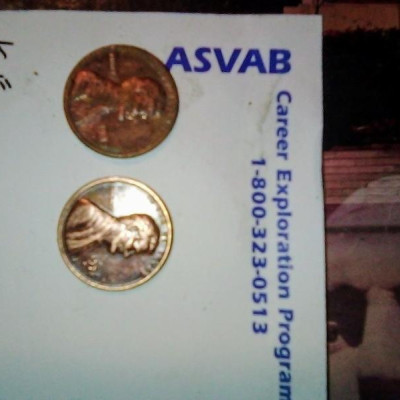 ASVAB
Career Exploration Program
1-800-323-0513